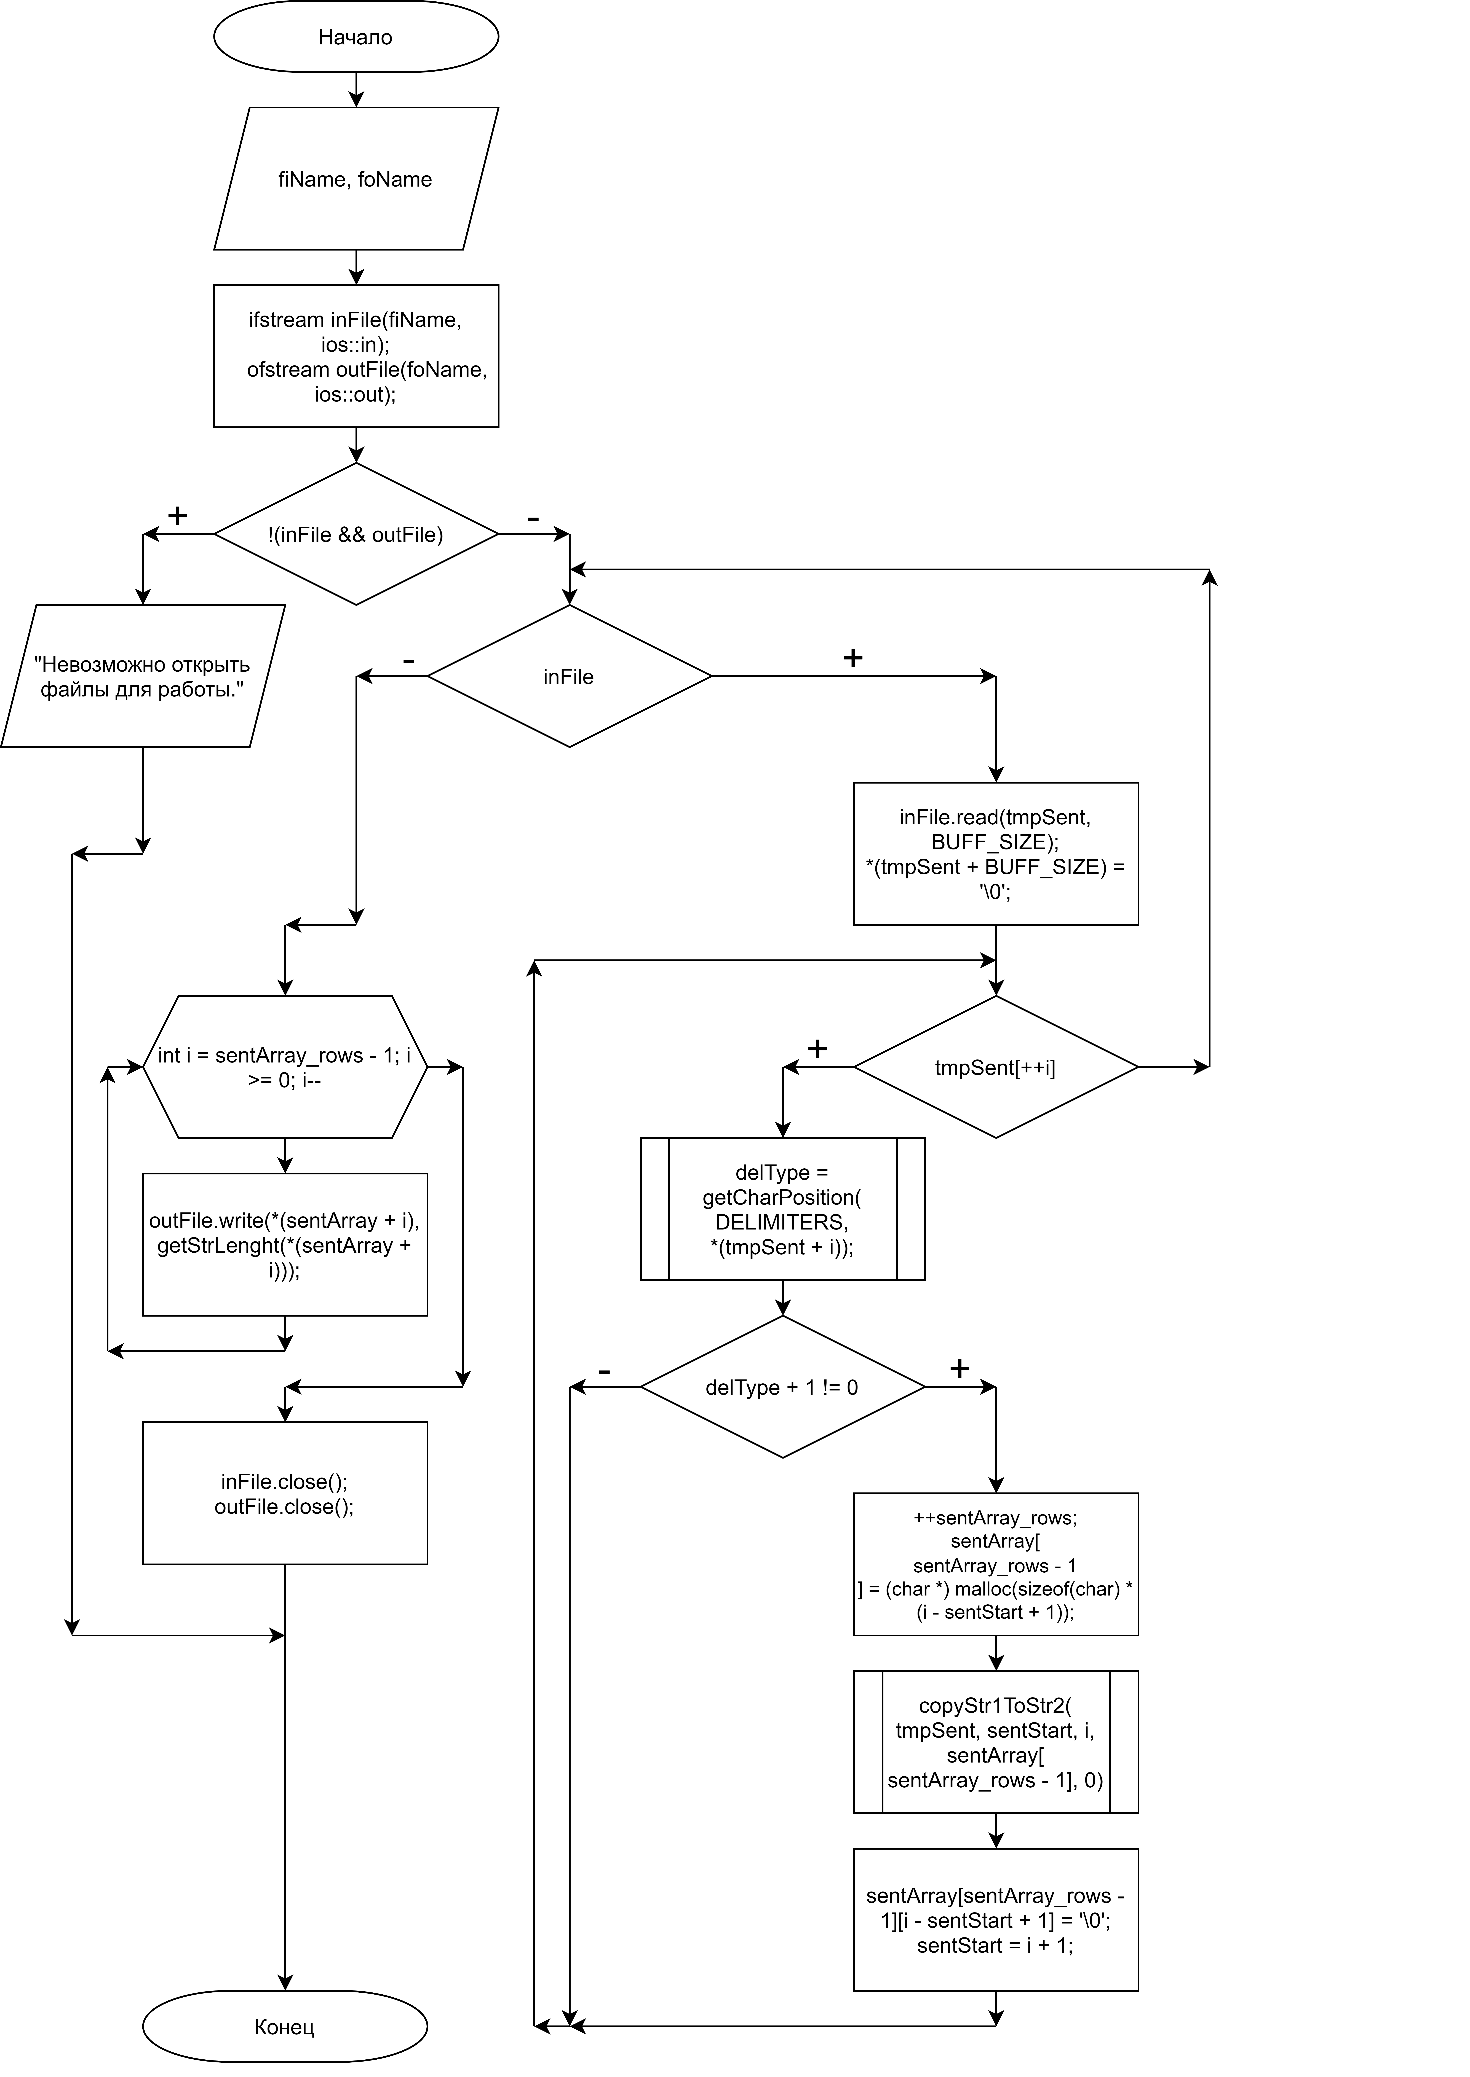 Начало
fiName, foName
ifstream inFile(fiName,
ios::in);
ofstream outFile(foName,
ios::out);
!(inFile && outFile)
+
-
"Невозможно открыть
файлы для работы."
inFile
-
+
inFile.read(tmpSent,
BUFF_SIZE);
*(tmpSent + BUFF_SIZE) =
'\0';
tmpSent[++i]
+
int i = sentArray_rows - 1; i
>= 0; i--
outFile.write(*(sentArray + i),
getStrLenght(*(sentArray +
i)));
delType =
getCharPosition(
DELIMITERS,
*(tmpSent + i));
delType + 1 != 0
-
+
inFile.close();
outFile.close();
++sentArray_rows;
sentArray[
sentArray_rows - 1
] = (char *) malloc(sizeof(char) *
(i - sentStart + 1));
copyStr1ToStr2(
tmpSent, sentStart, i,
sentArray[
sentArray_rows - 1], 0)
sentArray[sentArray_rows -
1][i - sentStart + 1] = '\0';
sentStart = i + 1;
Конец